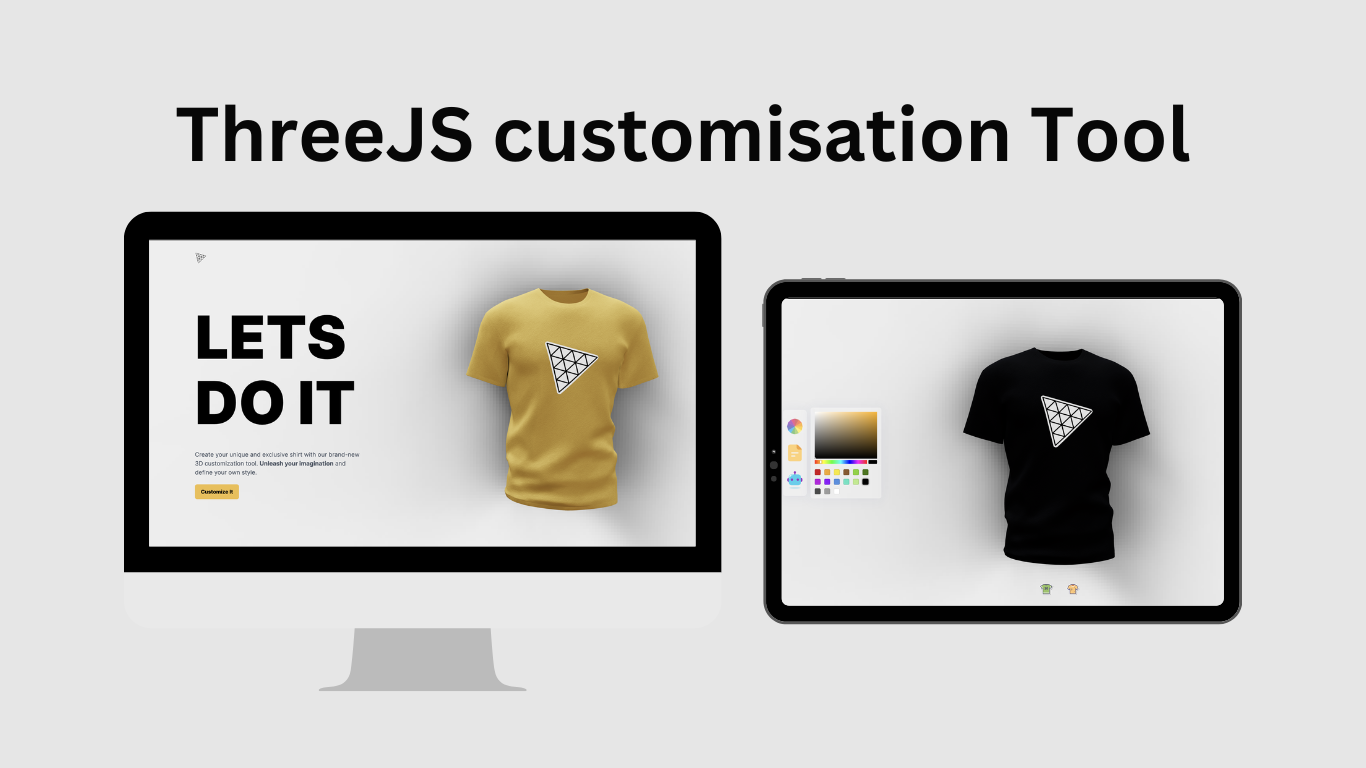 ThreeJS customisation Tool
LETS
DO IT
Create your unique and exclusive shirt with our brand-new
3D customization tool. Unleash your imagination and
define your own style.
Customize It